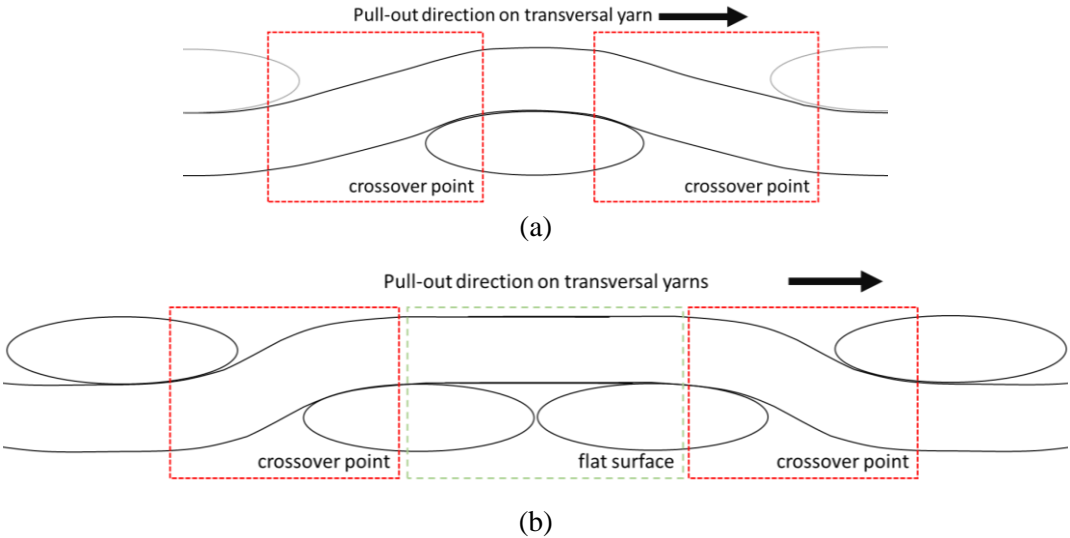 Pull-out direction on transversal yarn
crossover point
crossover point
(a)
Pull-out direction on transversal yarns
crossover point
flat surface
crossover point
(b)